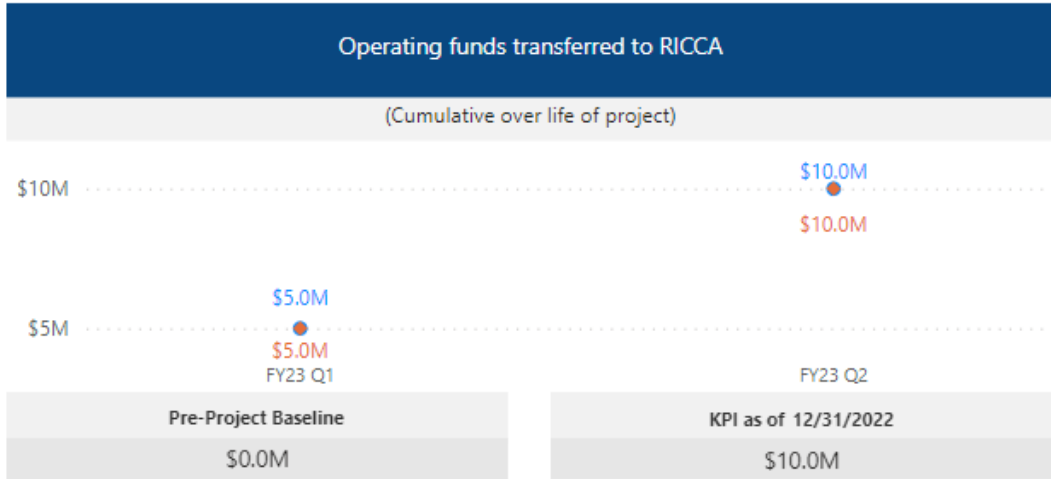 Operating funds transferred to RICCA
(Cumulative over life of project)
$10M
$10.0M
$10.0M
$5.0M
$5M
$5.0M
FY23 Q1
FY23 Q2
Pre-Project Baseline
KPI as of 12/31/2022
$0.0M
$10.0M